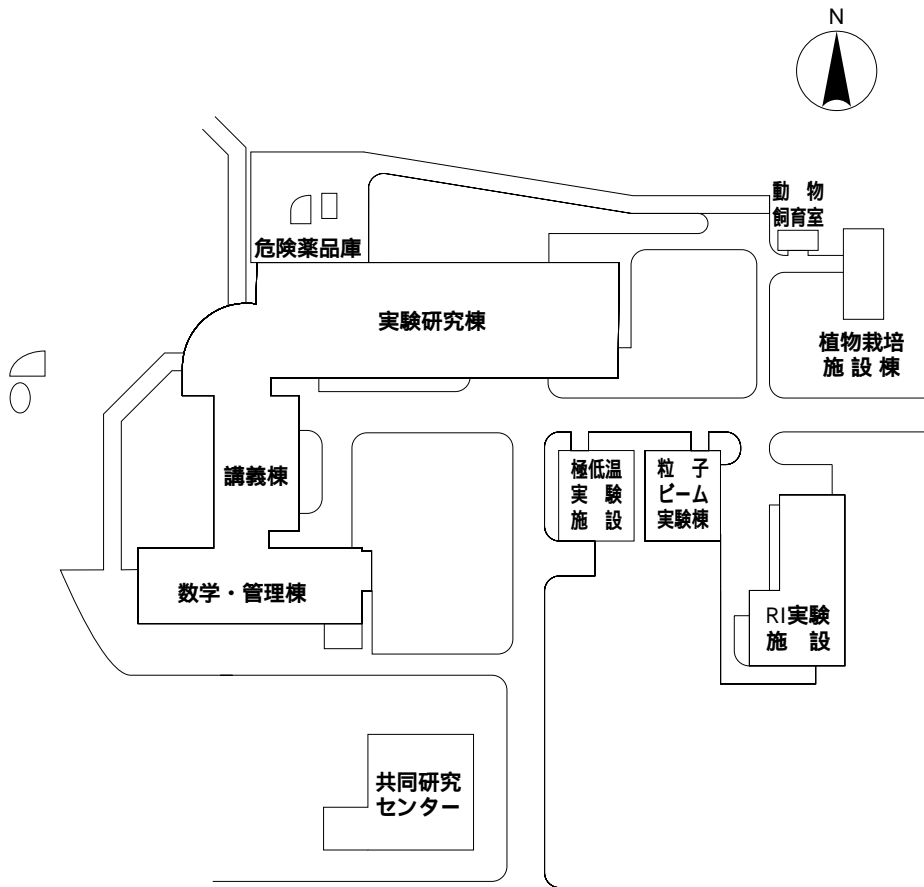 N
動 物
飼育室
危険薬品庫
実験研究棟
植物栽培
施 設 棟
極低温
実 験
施 設
粒 子
ビーム
実験棟
講義棟
数学・管理棟
RI実験
施 設
共同研究
センター